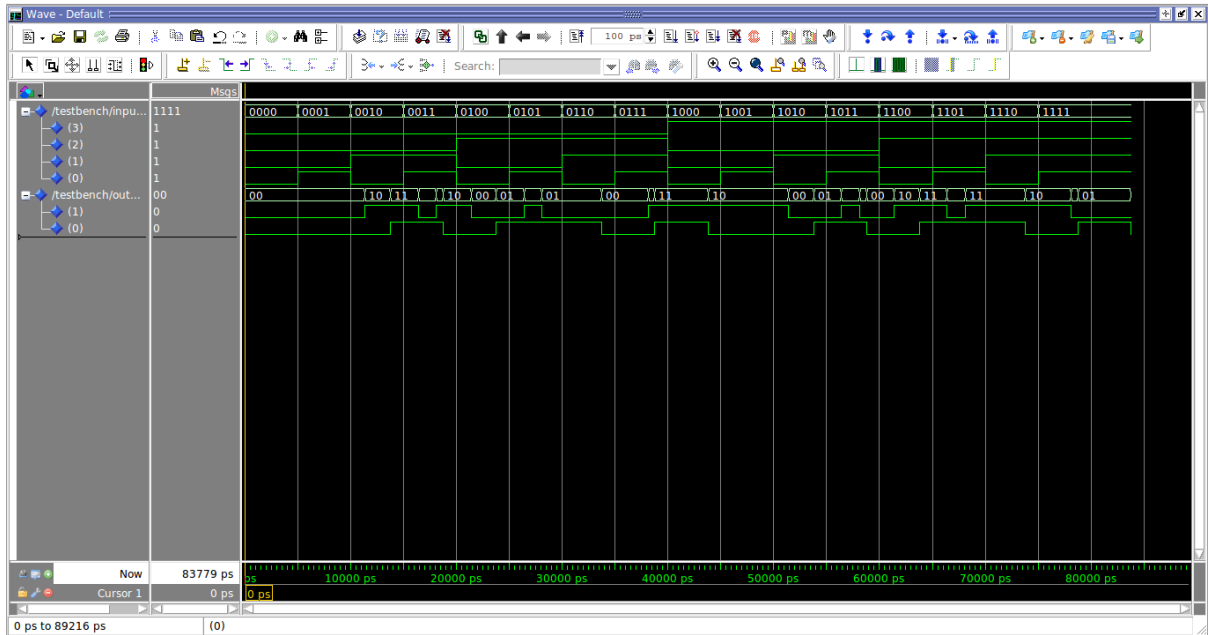 Wave - Default
100 ps
Search:
Msgs
/testbench/inpu... 1111 0000 0001 0010 0011 0100 0101 0110 0111 1000 1001 1010 1011 1100 1101 1110 1111
(3) 1
(2) 1
(1) 1
(0) 1
/testbench/out... 00 00 10 11 10 00 01 01 00 11 10 00 01 00 10 11 11 10 01
(1) 0
(0) 0
Now 83779 ps ps 10000 ps 20000 ps 30000 ps 40000 ps 50000 ps 60000 ps 70000 ps 80000 ps
Cursor 1 0 ps 0 ps
0 ps to 89216 ps (0)